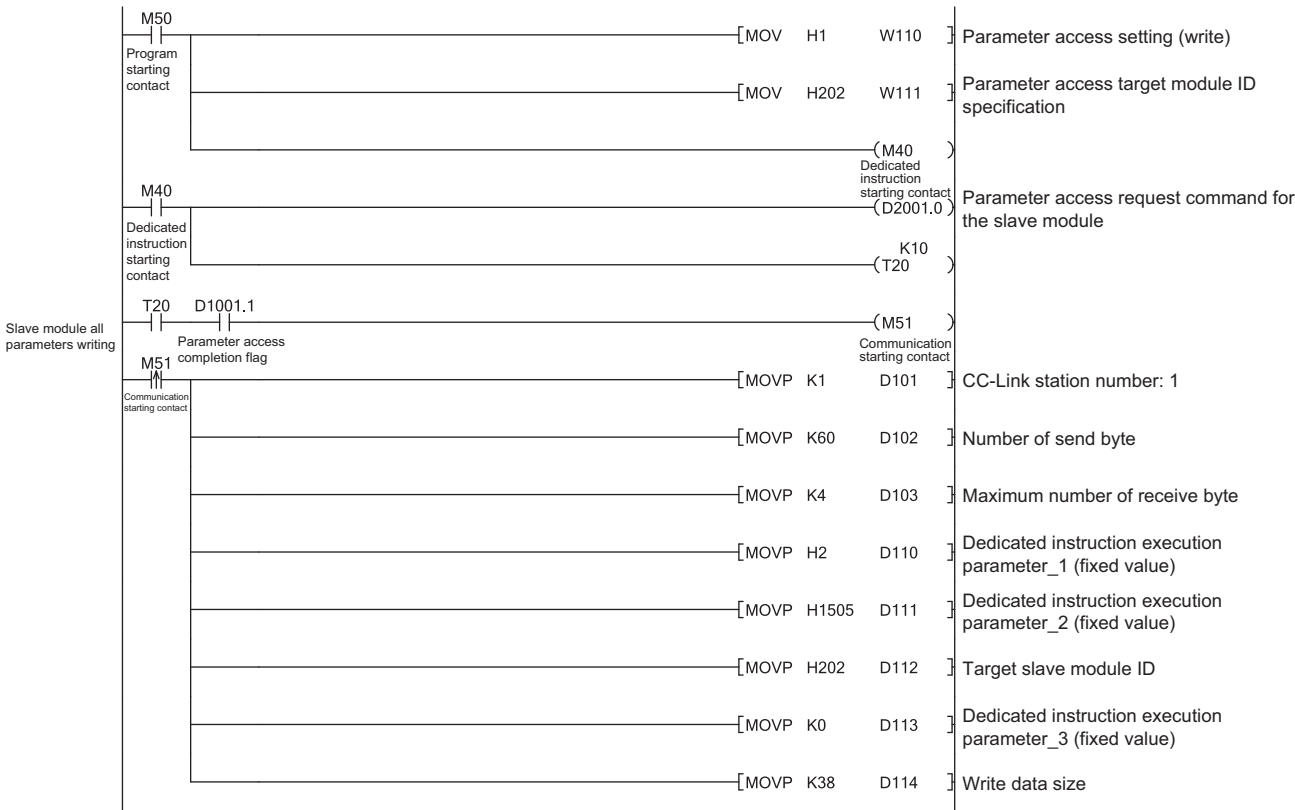 M50
Program
starting
contact
MOV H1 W110 Parameter access setting (write)
MOV H202 W111 Parameter access target module ID
specification
M40
Dedicated
instruction
starting contact
M40
Dedicated
instruction
starting
contact
D2001.0 Parameter access request command for
the slave module
K10
T20
Slave module all
parameters writing
T20 D1001.1
Parameter access
completion flag
M51
Communication
starting contact
M51
Communication
starting contact
MOVP K1 D101 CC-Link station number: 1
MOVP K60 D102 Number of send byte
MOVP K4 D103 Maximum number of receive byte
MOVP H2 D110 Dedicated instruction execution
parameter_1 (fixed value)
MOVP H1505 D111 Dedicated instruction execution
parameter_2 (fixed value)
MOVP H202 D112 Target slave module ID
MOVP K0 D113 Dedicated instruction execution
parameter_3 (fixed value)
MOVP K38 D114 Write data size